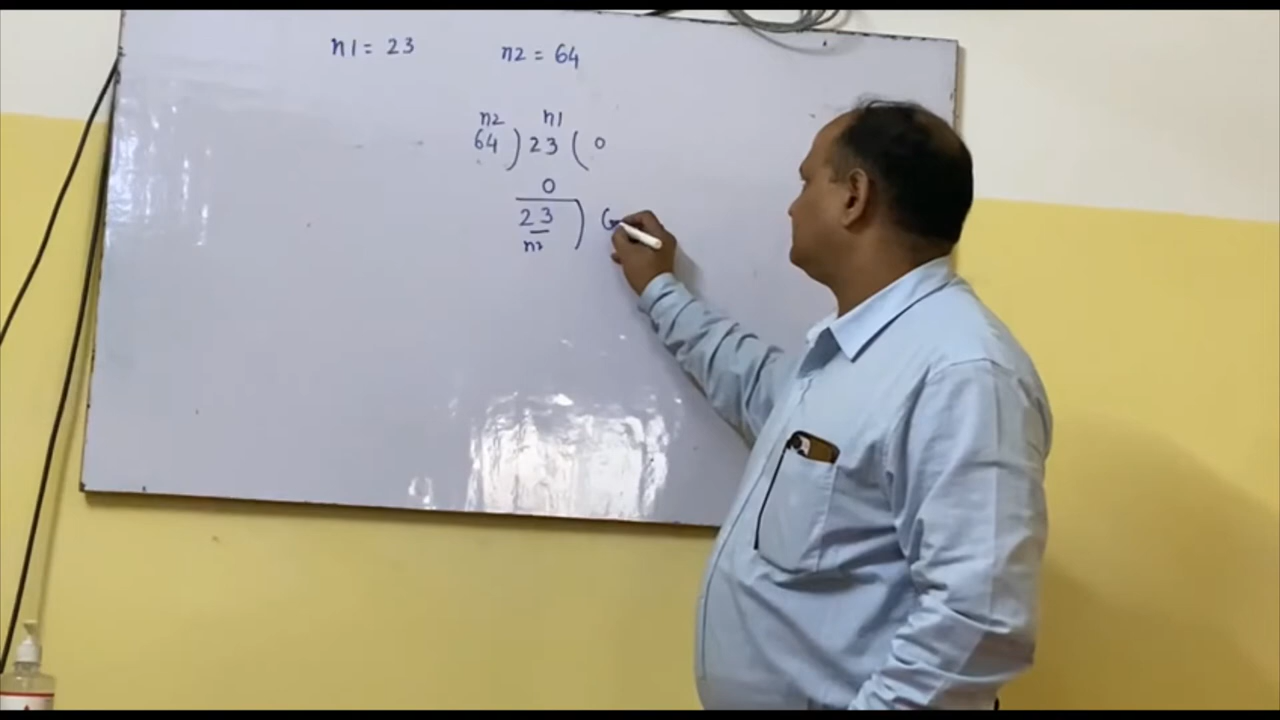 n1 = 23 n2 = 64
n2 n1
64 ) 23 ( 0
0
23 )
n2